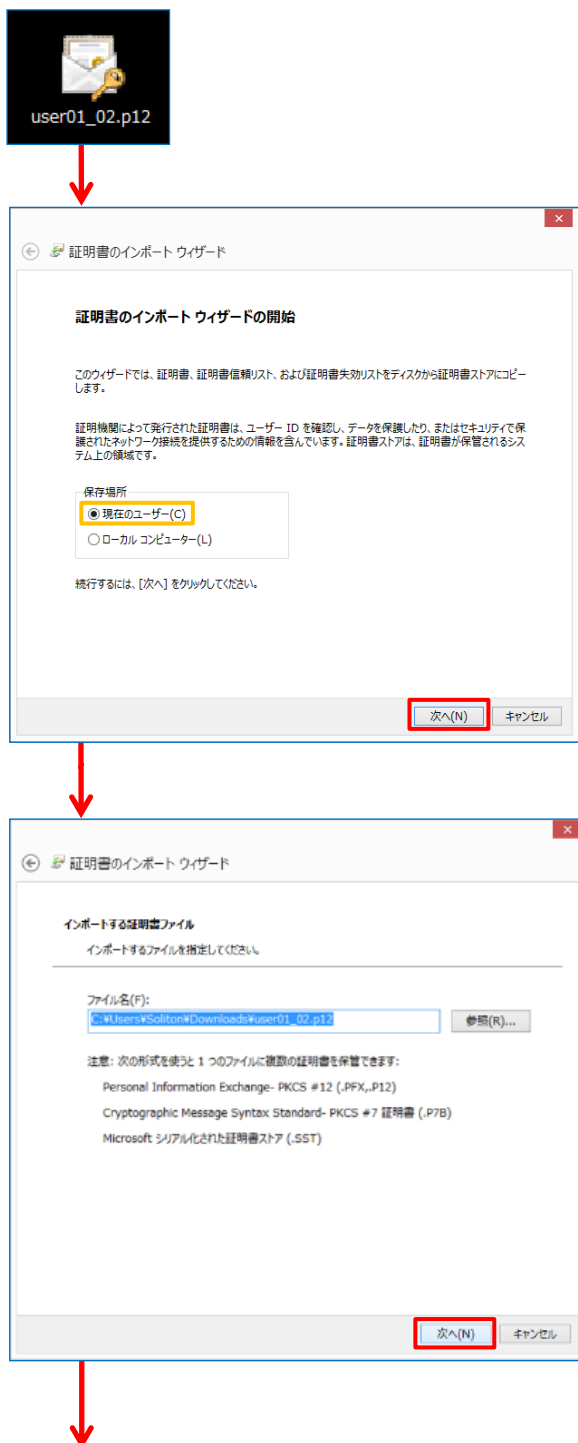 user01_02.p12
証明書のインポート ウィザード
証明書のインポート ウィザードの開始
このウィザードでは、証明書、証明書信頼リスト、および証明書失効リストをディスクから証明書ストアにコピー
します。
証明機関によって発行された証明書は、ユーザー ID を確認し、データを保護したり、またはセキュリティで保
護されたネットワーク接続を提供するための情報を含んでいます。証明書ストアは、証明書が保管されるシス
テム上の領域です。
保存場所
現在のユーザー(C)
ローカル コンピューター(L)
続行するには、[次へ] をクリックしてください。
次へ(N) キャンセル
証明書のインポート ウィザード
インポートする証明書ファイル
インポートするファイルを指定してください。
ファイル名(F):
C:¥Users¥Soliton¥Downloads¥user01_02.p12 参照(R)...
注意: 次の形式を使うと 1 つのファイルに複数の証明書を保管できます:
Personal Information Exchange- PKCS #12 (.PFX,.P12)
Cryptographic Message Syntax Standard- PKCS #7 証明書 (.P7B)
Microsoft シリアル化された証明書ストア (.SST)
次へ(N) キャンセル